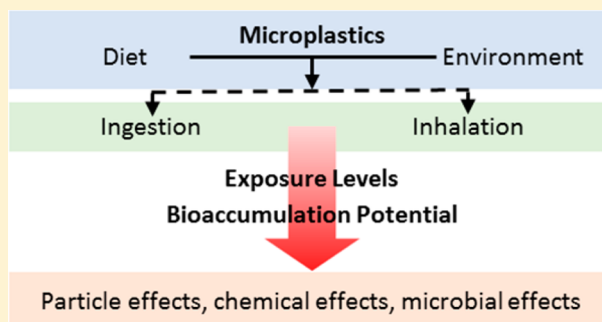 Microplastics
Diet Environment
Ingestion Inhalation
Exposure Levels
Bioaccumulation Potential
Particle effects, chemical effects, microbial effects